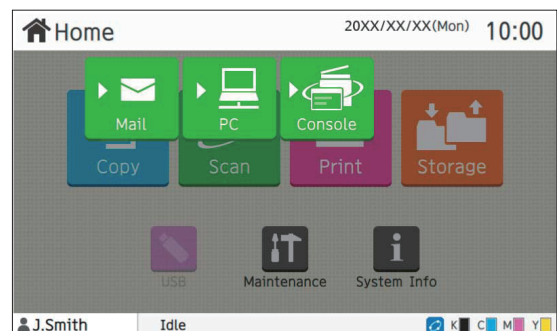 Home
20XX/XX/XX(Mon) 10:00
Mail PC Console
Copy Scan Print Storage
USB Maintenance System Info
J.Smith Idle K C M Y